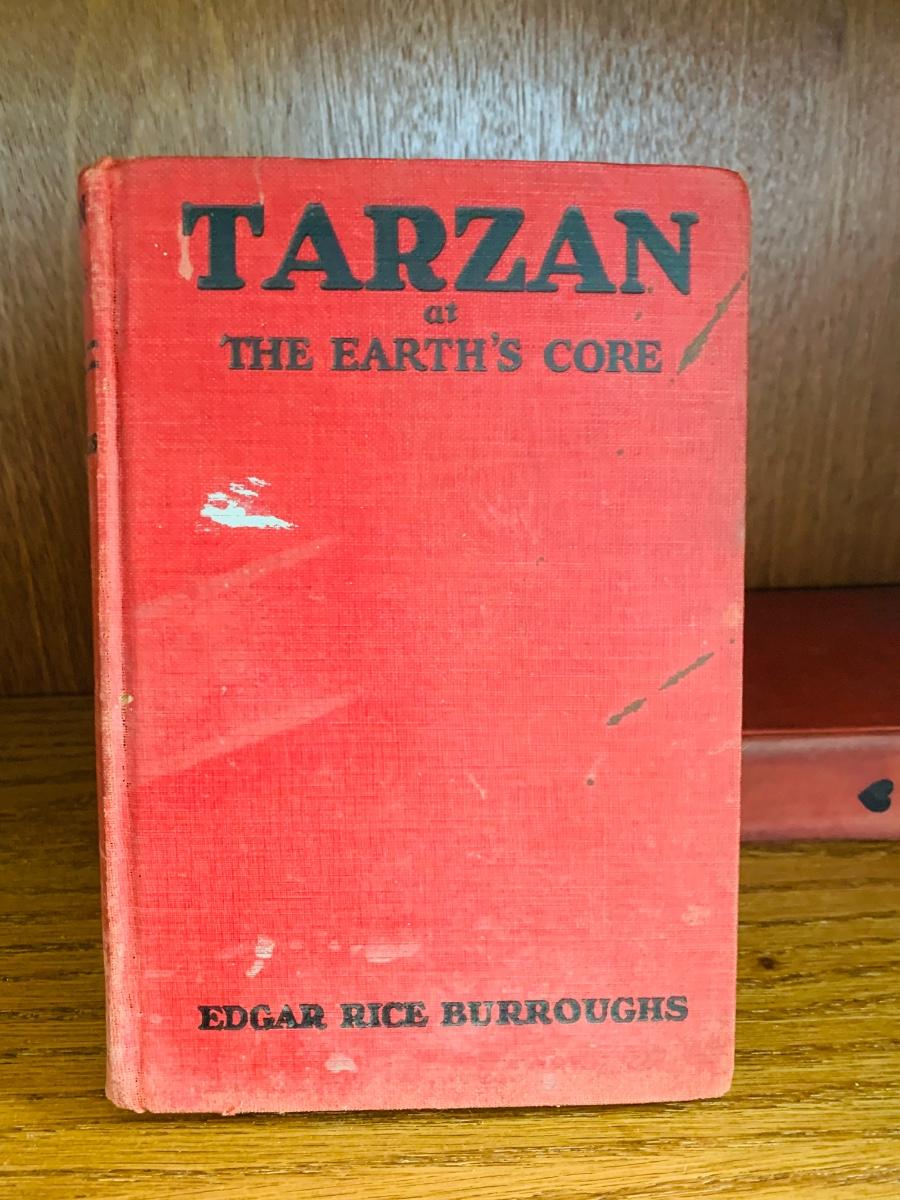 TARZAN
at
THE EARTH'S CORE
EDGAR RICE BURROUGHS